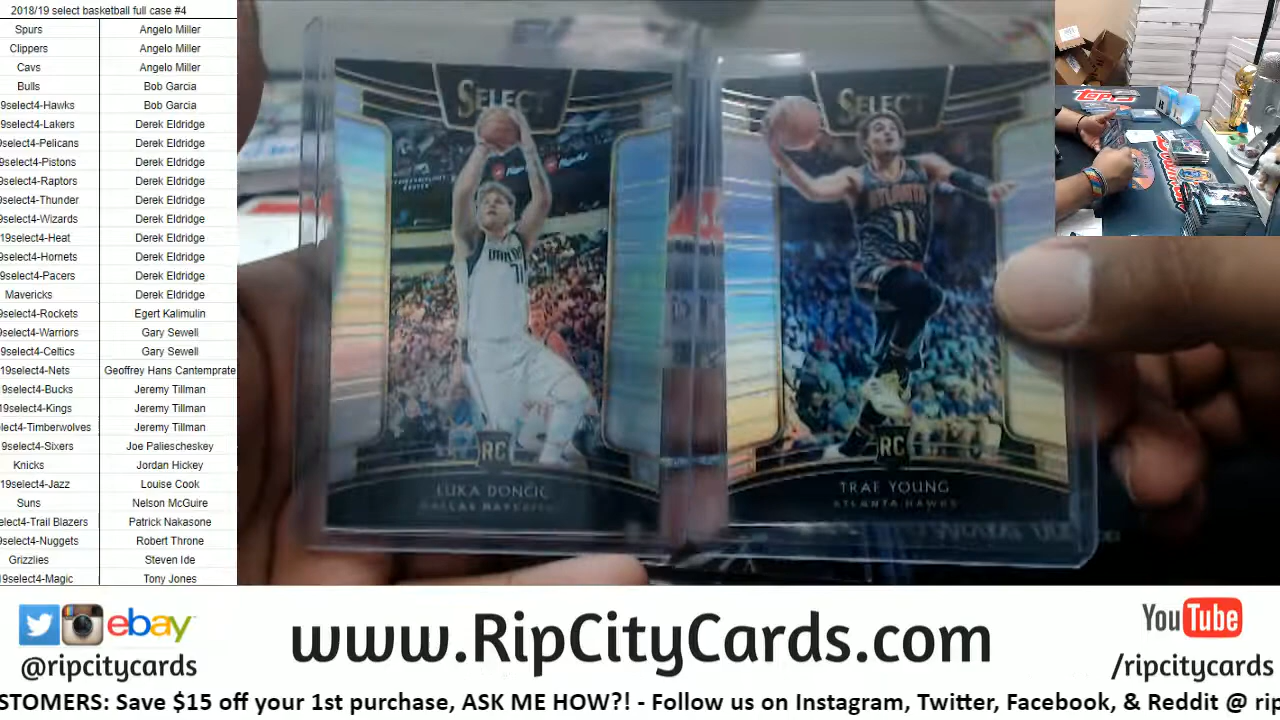 2018/19 select basketball full case #4
Spurs Angelo Miller
Clippers Angelo Miller
Cavs Angelo Miller
Bulls Bob Garcia
9select4-Hawks Bob Garcia
9select4-Lakers Derek Eldridge
9select4-Pelicans Derek Eldridge
9select4-Pistons Derek Eldridge
9select4-Raptors Derek Eldridge
9select4-Thunder Derek Eldridge
9select4-Wizards Derek Eldridge
19select4-Heat Derek Eldridge
9select4-Hornets Derek Eldridge
9select4-Pacers Derek Eldridge
Mavericks Derek Eldridge
9select4-Rockets Egert Kalimulin
9select4-Warriors Gary Sewell
9select4-Celtics Gary Sewell
19select4-Nets Geoffrey Hans Cantemprate
9select4-Bucks Jeremy Tillman
9select4-Kings Jeremy Tillman
lect4-Timberwolves Jeremy Tillman
9select4-Sixers Joe Paliescheskey
Knicks Jordan Hickey
19select4-Jazz Louise Cook
Suns Nelson McGuire
elect4-Trail Blazers Patrick Nakasone
9select4-Nuggets Robert Throne
Grizzlies Steven Ide
19select4-Magic Tony Jones
SELECT
RC
LUKA DONCIC
DALLAS MAVERICKS
SELECT
ATLANTA
11
RC
TRAE YOUNG
ATLANTA HAWKS
Topps
ebay
@ripcitycards
www.RipCityCards.com
YouTube
/ripcitycards
STOMERS: Save $15 off your 1st purchase, ASK ME HOW?! - Follow us on Instagram, Twitter, Facebook, & Reddit @ rip